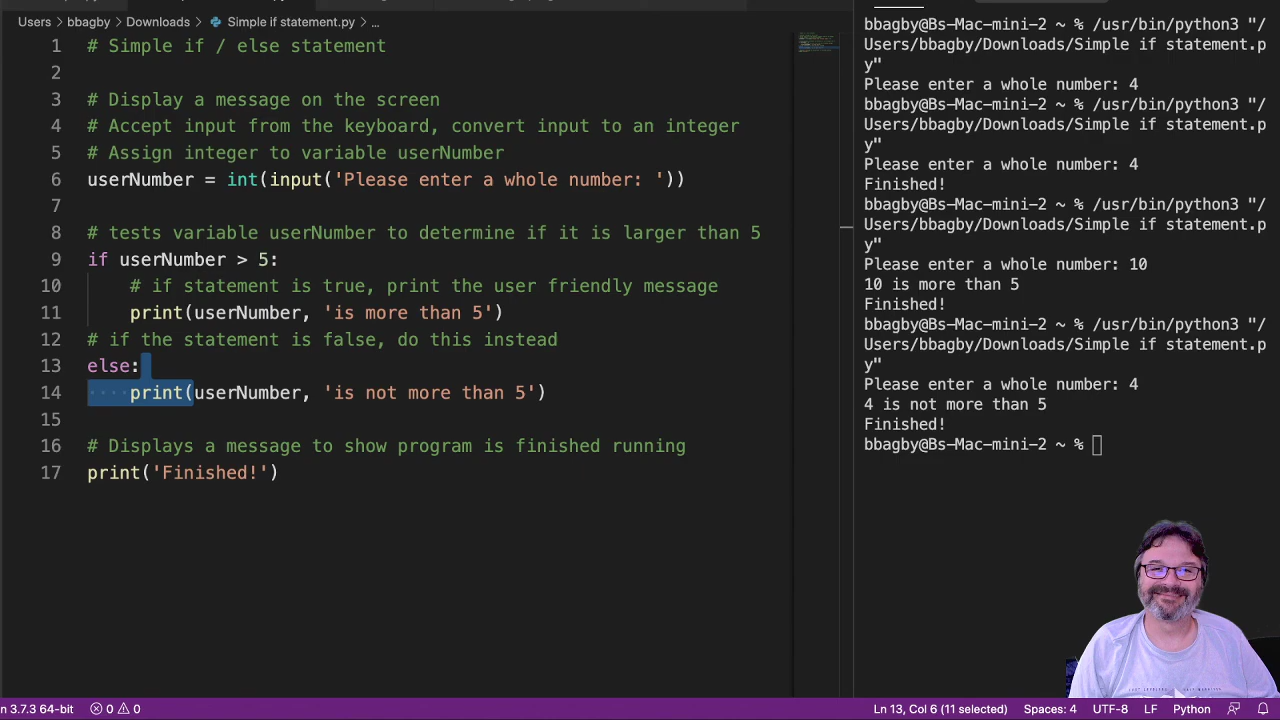 Users > bbagby > Downloads > Simple if statement.py > ...
1 # Simple if / else statement
2
3 # Display a message on the screen
4 # Accept input from the keyboard, convert input to an integer
5 # Assign integer to variable userNumber
6 userNumber = int(input('Please enter a whole number: '))
7
8 # tests variable userNumber to determine if it is larger than 5
9 if userNumber > 5:
10 # if statement is true, print the user friendly message
11 print(userNumber, 'is more than 5')
12 # if the statement is false, do this instead
13 else:
14 print(userNumber, 'is not more than 5')
15
16 # Displays a message to show program is finished running
17 print('Finished!')
bbagby@Bs-Mac-mini-2 ~ % /usr/bin/python3 "/
Users/bbagby/Downloads/Simple if statement.p
y"
Please enter a whole number: 4
bbagby@Bs-Mac-mini-2 ~ % /usr/bin/python3 "/
Users/bbagby/Downloads/Simple if statement.p
y"
Please enter a whole number: 4
Finished!
bbagby@Bs-Mac-mini-2 ~ % /usr/bin/python3 "/
Users/bbagby/Downloads/Simple if statement.p
y"
Please enter a whole number: 10
10 is more than 5
Finished!
bbagby@Bs-Mac-mini-2 ~ % /usr/bin/python3 "/
Users/bbagby/Downloads/Simple if statement.p
y"
Please enter a whole number: 4
4 is not more than 5
Finished!
bbagby@Bs-Mac-mini-2 ~ %
n 3.7.3 64-bit 0 0 Ln 13, Col 6 (11 selected) Spaces: 4 UTF-8 LF Python